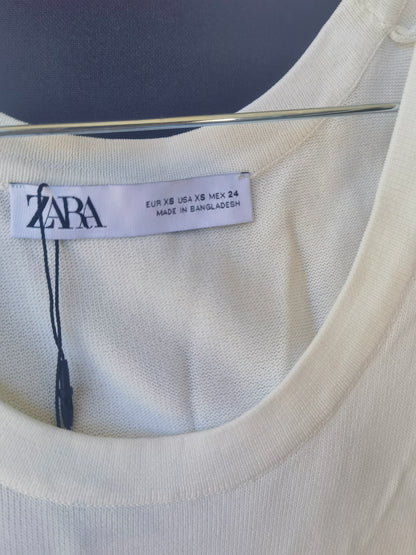 ZARA
EUR XS USA XS MEX 24
MADE IN BANGLADESH